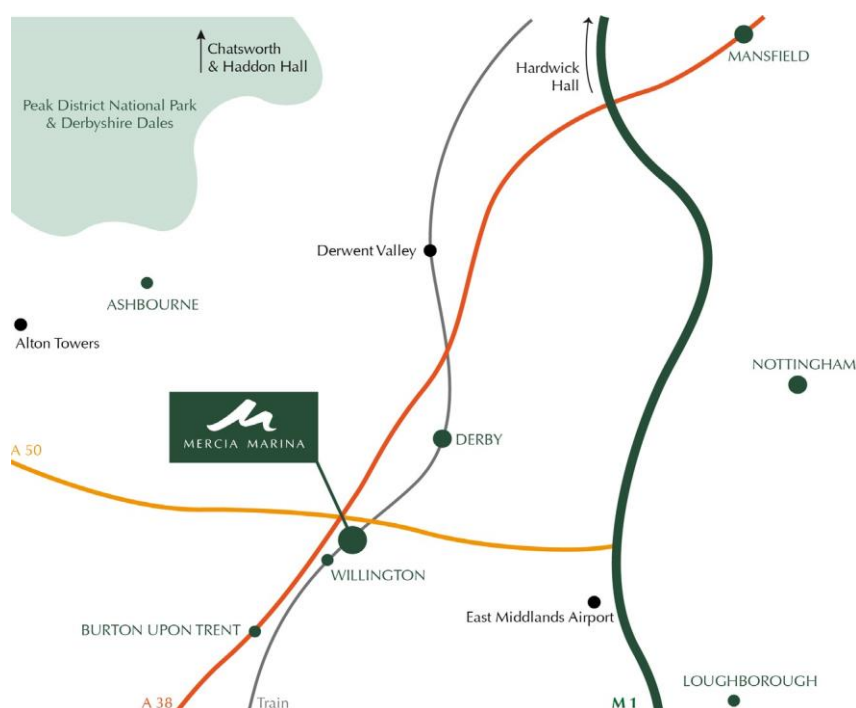 Chatsworth
& Haddon Hall
Peak District National Park
& Derbyshire Dales
Hardwick
Hall
MANSFIELD
Derwent Valley
ASHBOURNE
Alton Towers
NOTTINGHAM
MERCIA MARINA
DERBY
A 50
WILLINGTON
East Middlands Airport
BURTON UPON TRENT
LOUGHBOROUGH
A 38
Train
M 1